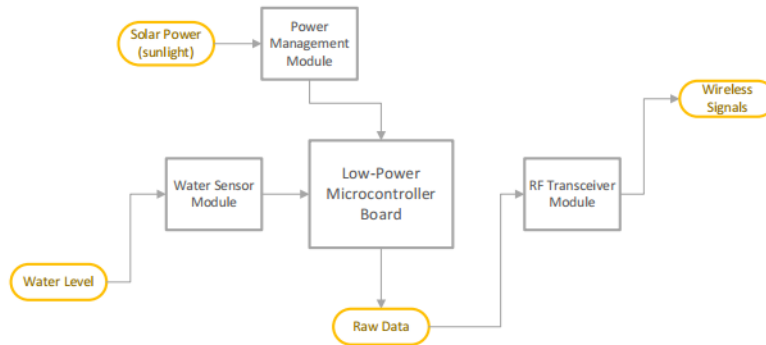 Solar Power
(sunlight)
Power
Management
Module
Wireless
Signals
Water Sensor
Module
Low-Power
Microcontroller
Board
RF Transceiver
Module
Water Level
Raw Data